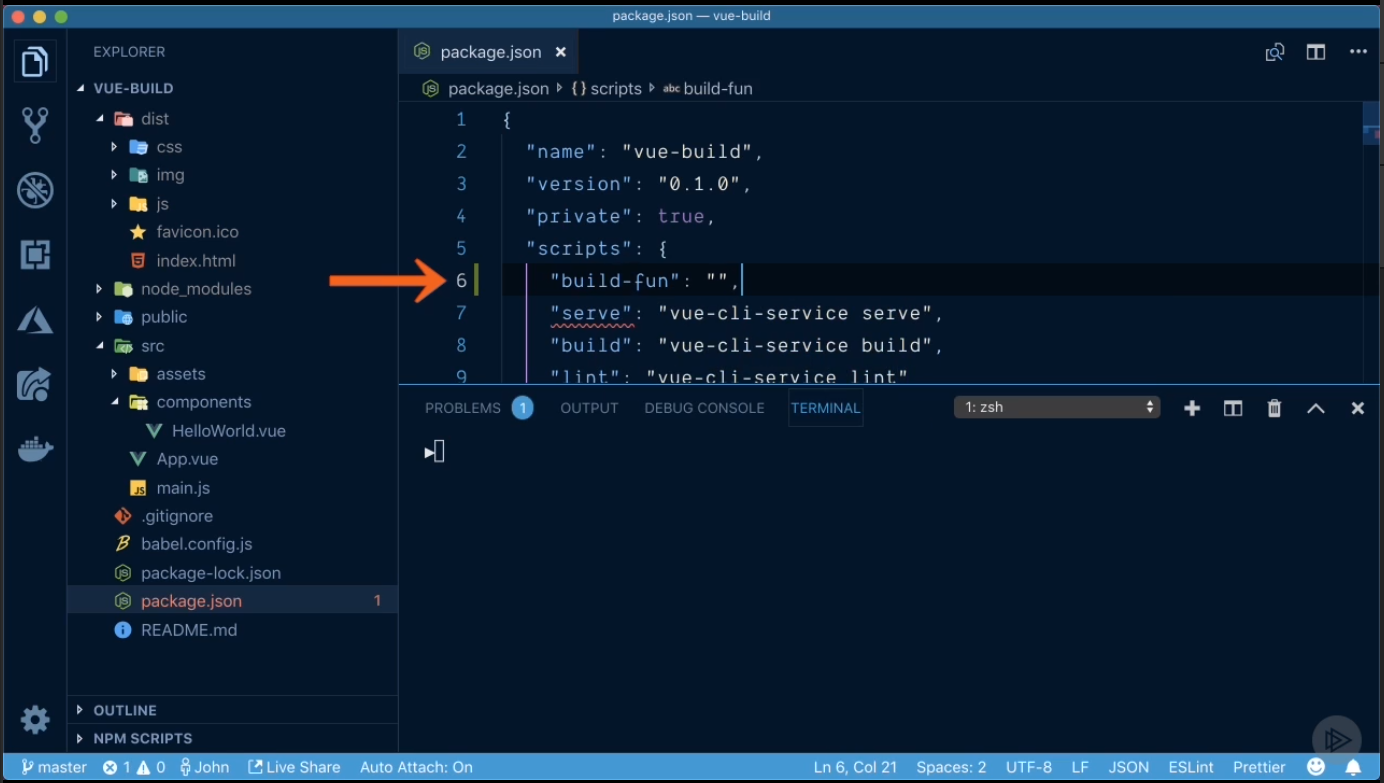 package.json — vue-build
EXPLORER
VUE-BUILD
dist
css
img
js
favicon.ico
index.html
node_modules
public
src
assets
components
HelloWorld.vue
App.vue
main.js
.gitignore
babel.config.js
package-lock.json
package.json 1
README.md
OUTLINE
NPM SCRIPTS
package.json ×
package.json {} scripts abc build-fun
1 {
2 "name": "vue-build",
3 "version": "0.1.0",
4 "private": true,
5 "scripts": {
6 "build-fun": "",
7 "serve": "vue-cli-service serve",
8 "build": "vue-cli-service build",
9 "lint": "vue-cli-service lint"
PROBLEMS 1 OUTPUT DEBUG CONSOLE TERMINAL 1: zsh
master 1 0 John Live Share Auto Attach: On Ln 6, Col 21 Spaces: 2 UTF-8 LF JSON ESLint Prettier